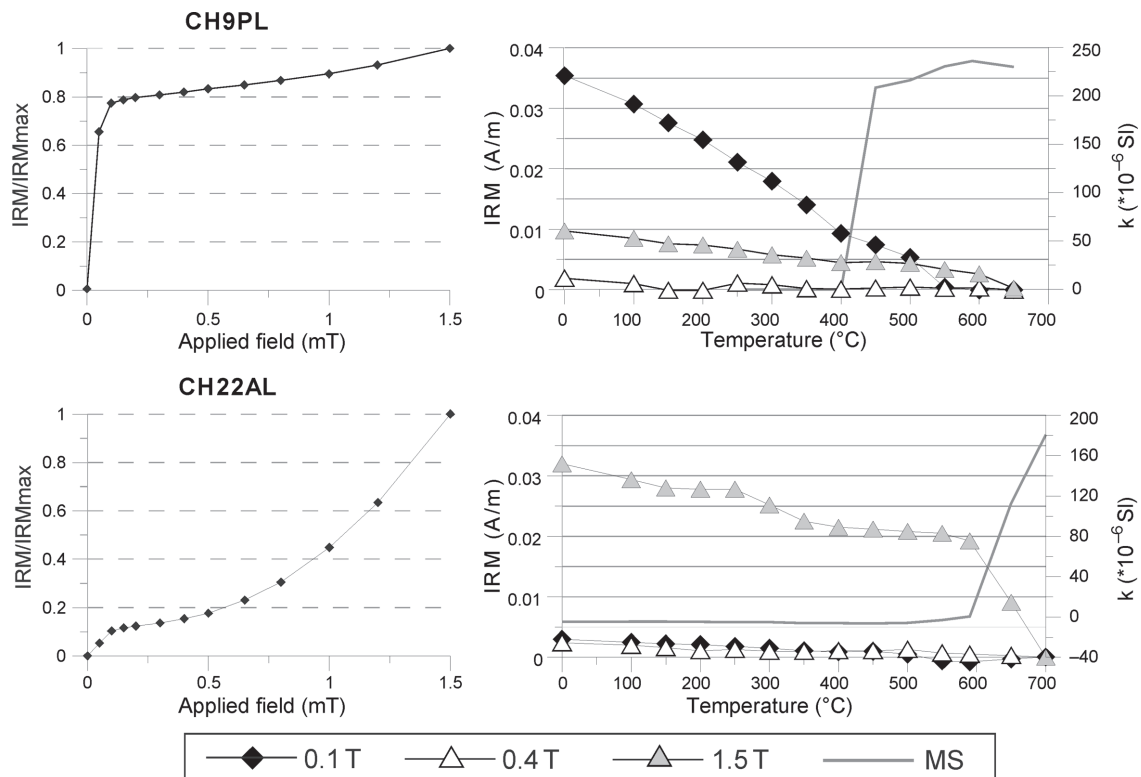 CH9PL
IRM/IRMmax
1
0.8
0.6
0.4
0.2
0
0 0.5 1 1.5
Applied field (mT)
IRM (A/m)
0.04
0.03
0.02
0.01
0
250
200
150
100
50
0
k (*10⁻⁶ SI)
0 100 200 300 400 500 600 700
Temperature (°C)
CH22AL
IRM/IRMmax
1
0.8
0.6
0.4
0.2
0
0 0.5 1 1.5
Applied field (mT)
IRM (A/m)
0.04
0.03
0.02
0.01
0
200
160
120
80
40
0
−40
k (*10⁻⁶ SI)
0 100 200 300 400 500 600 700
Temperature (°C)
0.1 T 0.4 T 1.5 T MS